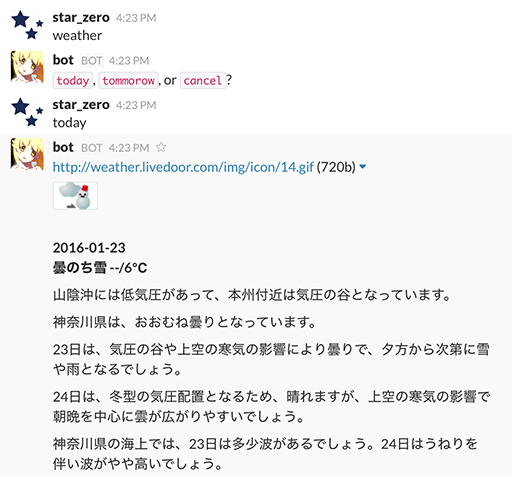 star_zero 4:23 PM
weather
bot BOT 4:23 PM
today, tommorow, or cancel?
star_zero 4:23 PM
today
bot BOT 4:23 PM
http://weather.livedoor.com/img/icon/14.gif (720b)
2016-01-23
曇のち雪 --/6℃
山陰沖には低気圧があって、本州付近は気圧の谷となっています。
神奈川県は、おおむね曇りとなっています。
23日は、気圧の谷や上空の寒気の影響により曇りで、夕方から次第に雪
や雨となるでしょう。
24日は、冬型の気圧配置となるため、晴れますが、上空の寒気の影響で
朝晩を中心に雲が広がりやすいでしょう。
神奈川県の海上では、23日は多少波があるでしょう。24日はうねりを
伴い波がやや高いでしょう。